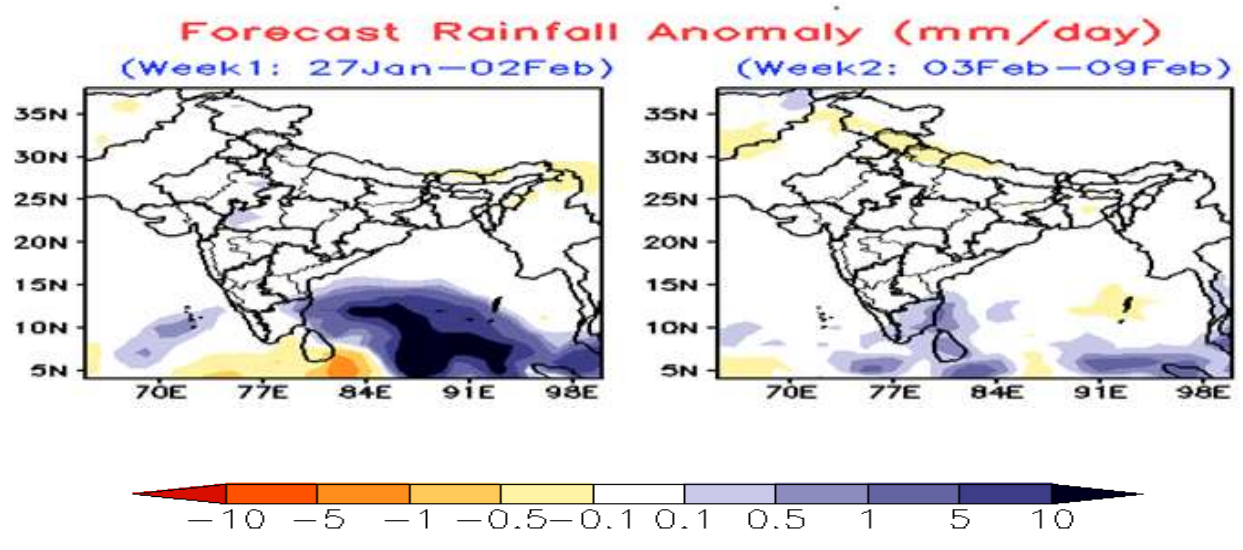 Forecast Rainfall Anomaly (mm/day)
(Week1: 27Jan−02Feb) (Week2: 03Feb−09Feb)
35N 35N
30N 30N
25N 25N
20N 20N
15N 15N
10N 10N
5N 5N
70E 77E 84E 91E 98E 70E 77E 84E 91E 98E
−10 −5 −1 −0.5 −0.1 0.1 0.5 1 5 10